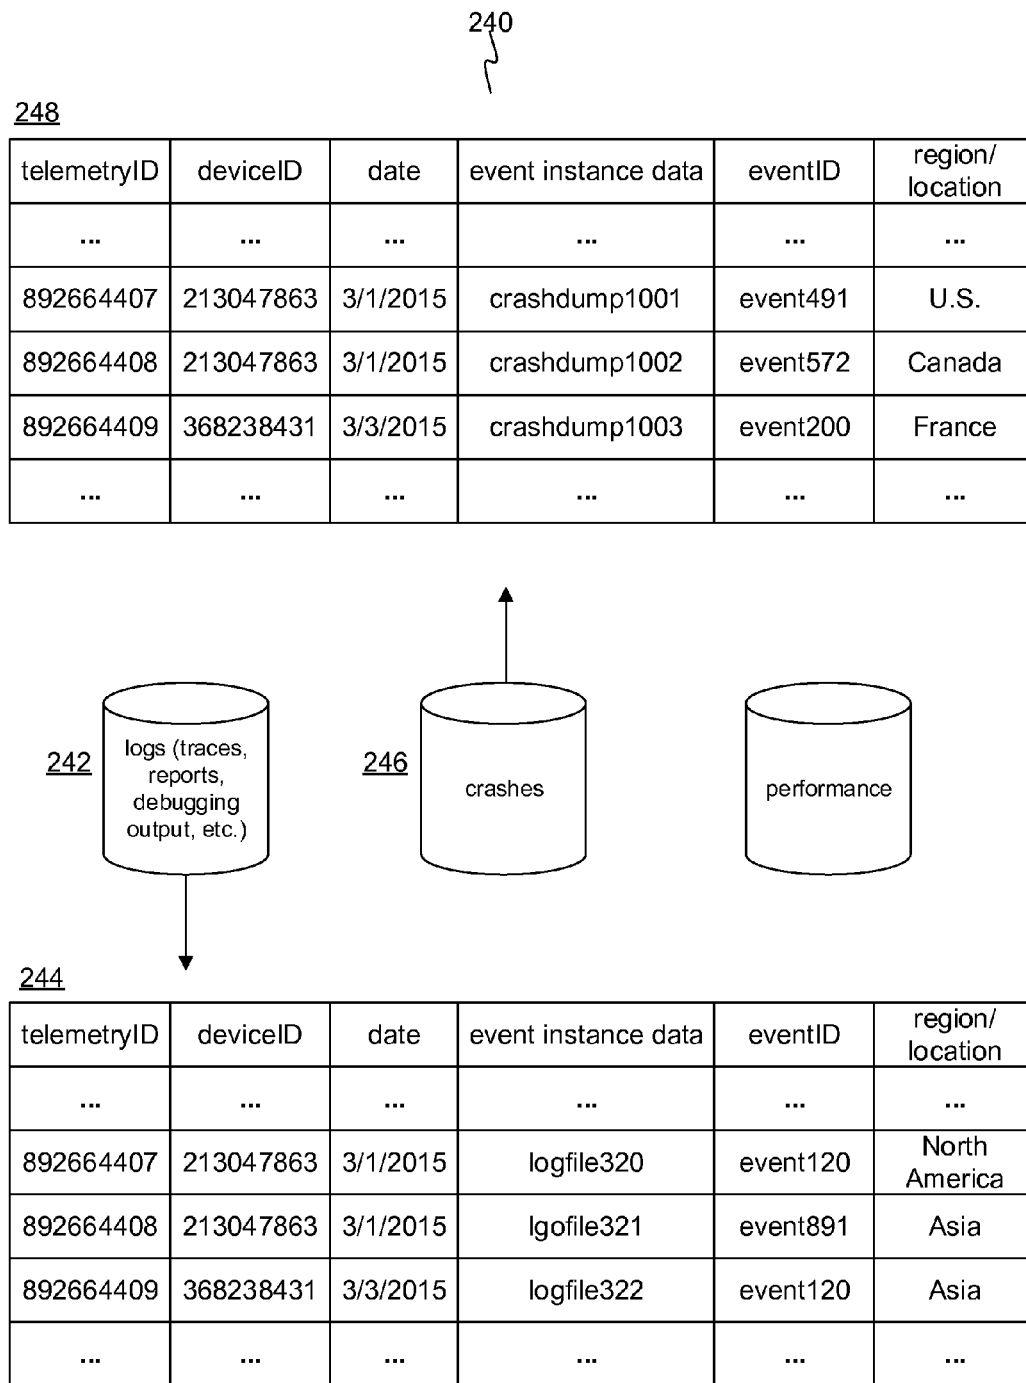 240
248
telemetryID deviceID date event instance data eventID region/
location
... ... ... ... ... ...
892664407 213047863 3/1/2015 crashdump1001 event491 U.S.
892664408 213047863 3/1/2015 crashdump1002 event572 Canada
892664409 368238431 3/3/2015 crashdump1003 event200 France
... ... ... ... ... ...
242
logs (traces,
reports,
debugging
output, etc.)
246
crashes
performance
244
telemetryID deviceID date event instance data eventID region/
location
... ... ... ... ... ...
892664407 213047863 3/1/2015 logfile320 event120 North
America
892664408 213047863 3/1/2015 lgofile321 event891 Asia
892664409 368238431 3/3/2015 logfile322 event120 Asia
... ... ... ... ... ...